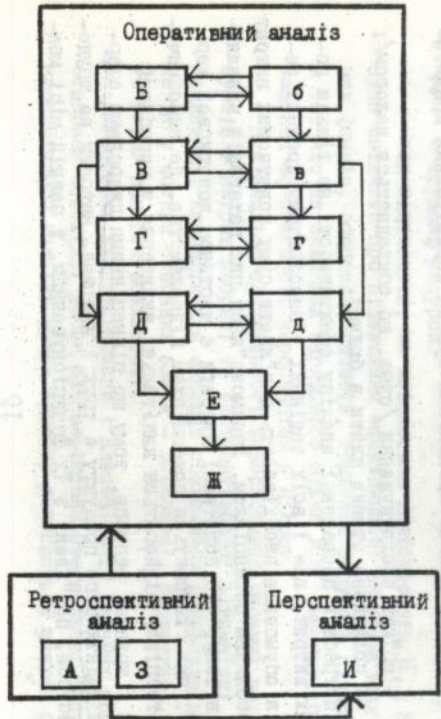 Оперативний аналіз
Б б
В в
Г г
Д д
Е
Ж
Ретроспективний аналіз
А З
Перспективний аналіз
И